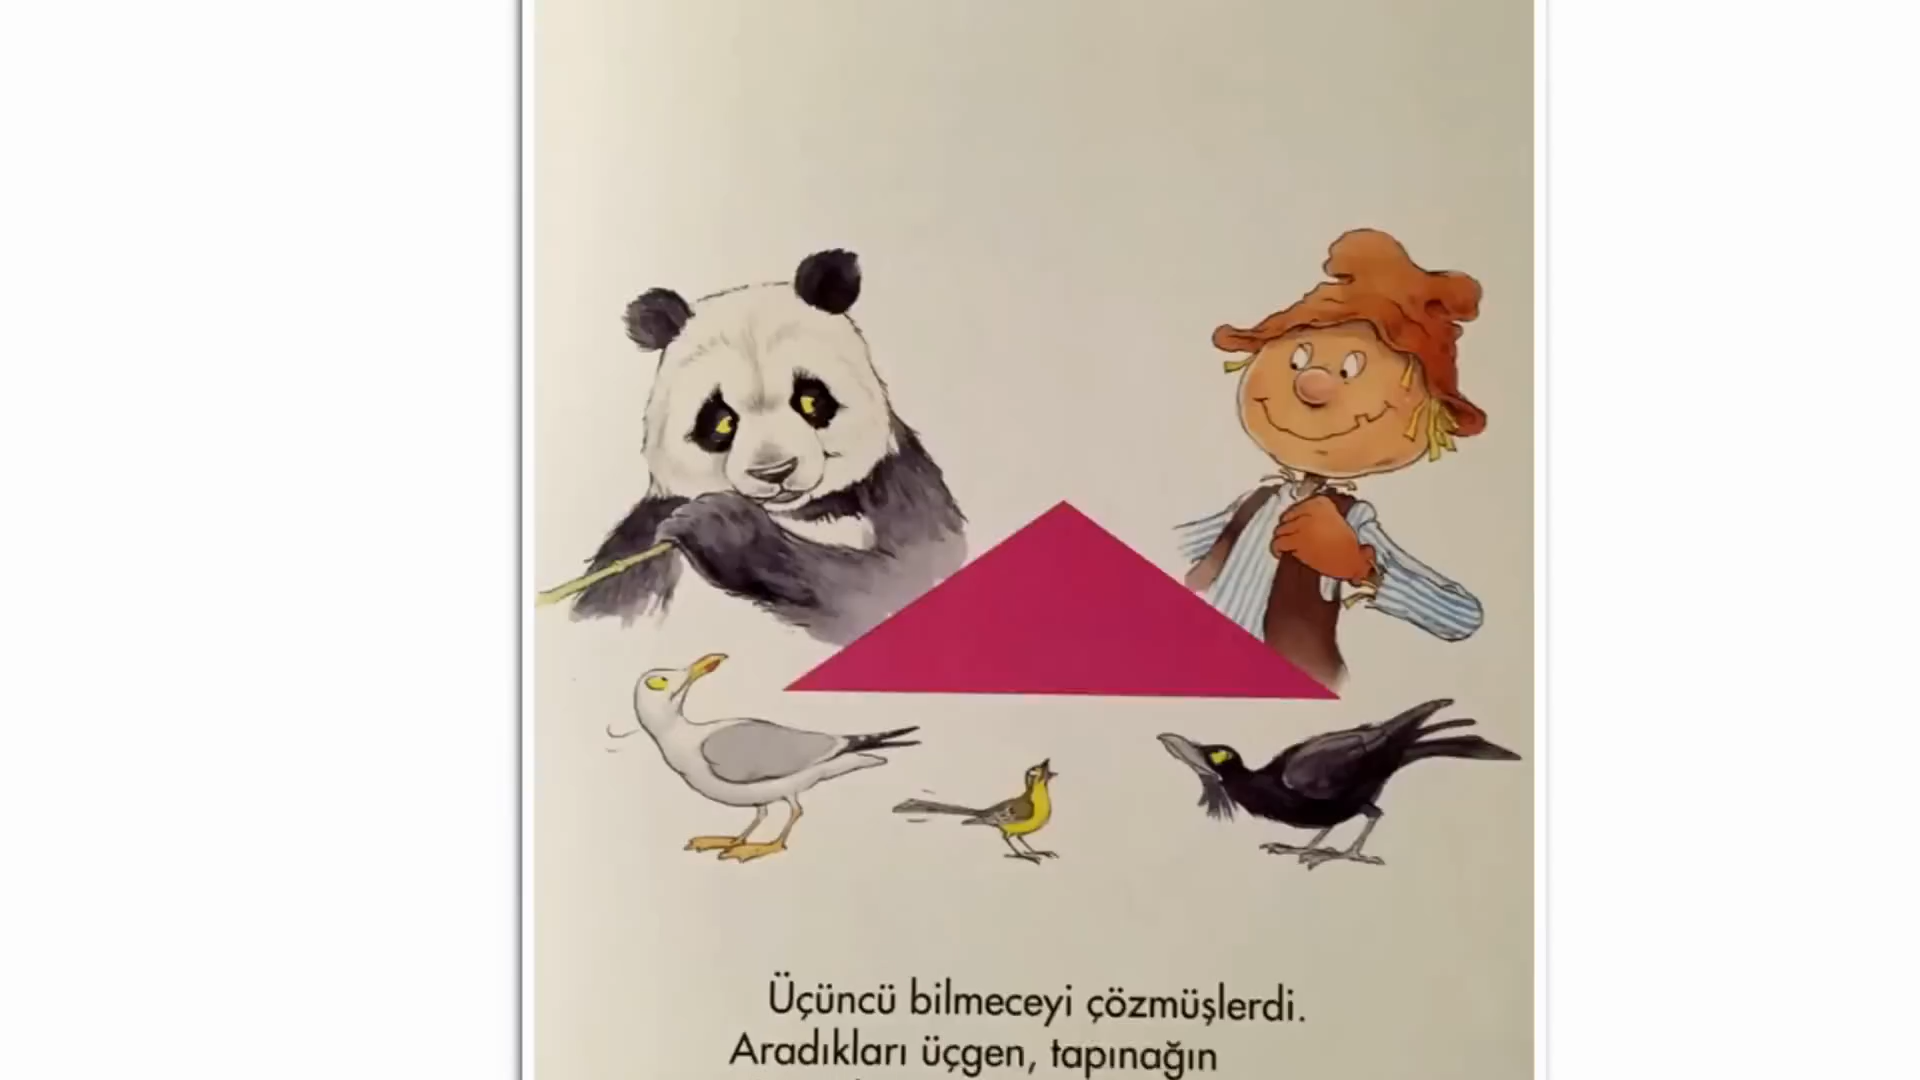 Üçüncü bilmeceyi çözmüşlerdi.
Aradıkları üçgen, tapınağın